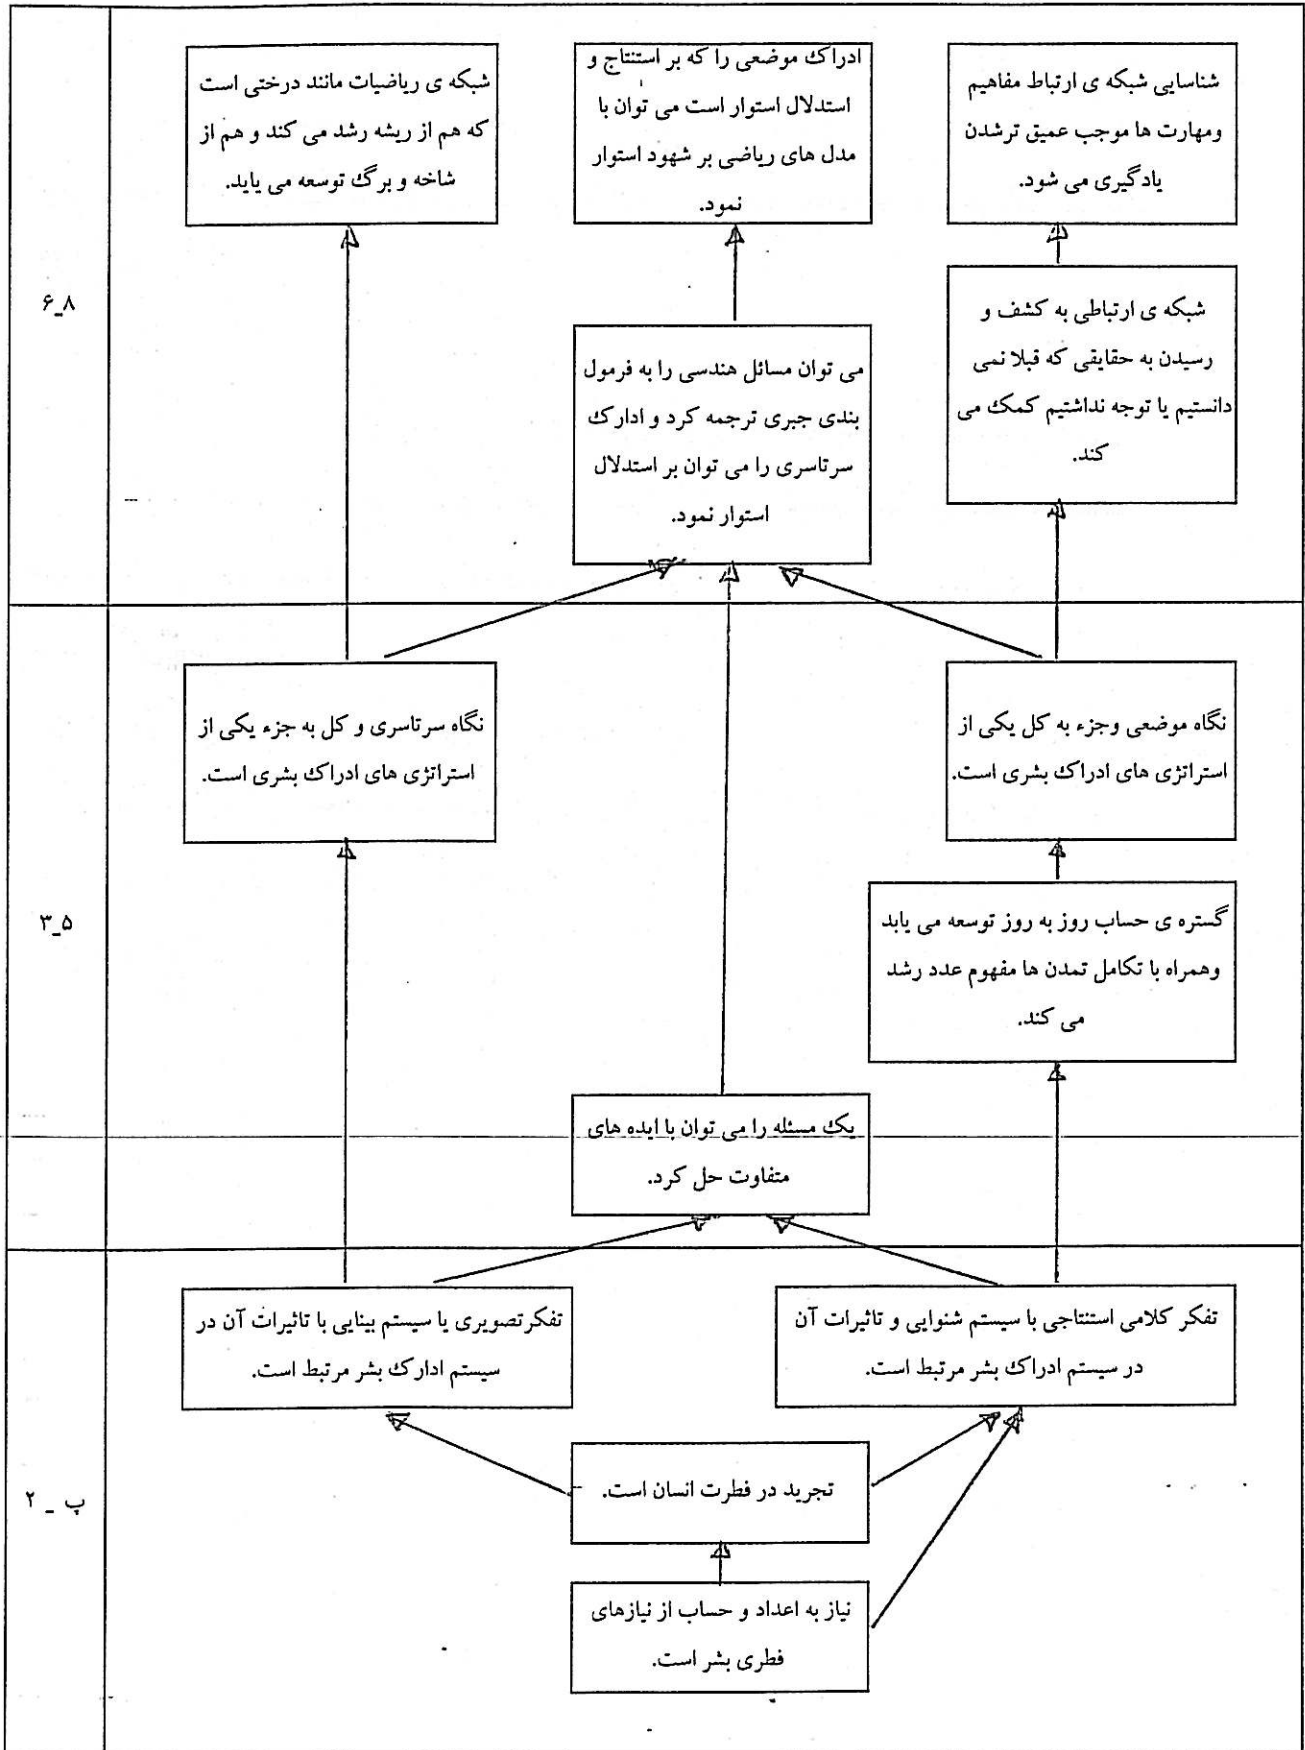 شناسایی شبکه ی ارتباط مفاهیم
ومهارت ها موجب عمیق ترشدن
یادگیری می شود.
ادراک موضعی را که بر استنتاج و
استدلال استوار است می توان با
مدل های ریاضی بر شهود استوار
نمود.
شبکه ی ریاضیات مانند درختی است
که هم از ریشه رشد می کند و هم از
شاخه و برگ توسعه می یابد.
۶_۸
شبکه ی ارتباطی به کشف و
رسیدن به حقایقی که قبلا نمی
دانستیم یا توجه نداشتیم کمک می
کند.
می توان مسائل هندسی را به فرمول
بندی جبری ترجمه کرد و ادارک
سرتاسری را می توان بر استدلال
استوار نمود.
نگاه موضعی وجزء به کل یکی از
استراتژی های ادراک بشری است.
نگاه سرتاسری و کل به جزء یکی از
استراتژی های ادراک بشری است.
۳_۵
گستره ی حساب روز به روز توسعه می یابد
وهمراه با تکامل تمدن ها مفهوم عدد رشد
می کند.
یک مسئله را می توان با ایده های
متفاوت حل کرد.
تفکر کلامی استنتاجی با سیستم شنوایی و تاثیرات آن
در سیستم ادراک بشر مرتبط است.
تفکرتصویری یا سیستم بینایی با تاثیرات آن در
سیستم ادارک بشر مرتبط است.
پ _ ۲
تجرید در فطرت انسان است.
نیاز به اعداد و حساب از نیازهای
فطری بشر است.